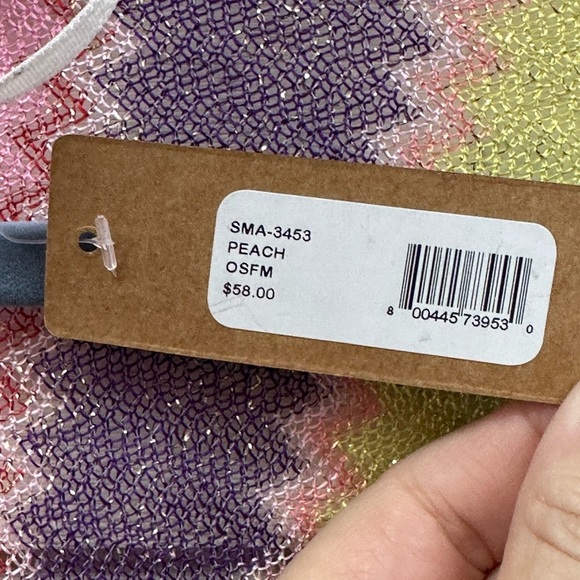 SMA-3453
PEACH
OSFM
$58.00
8 00445 73953 0